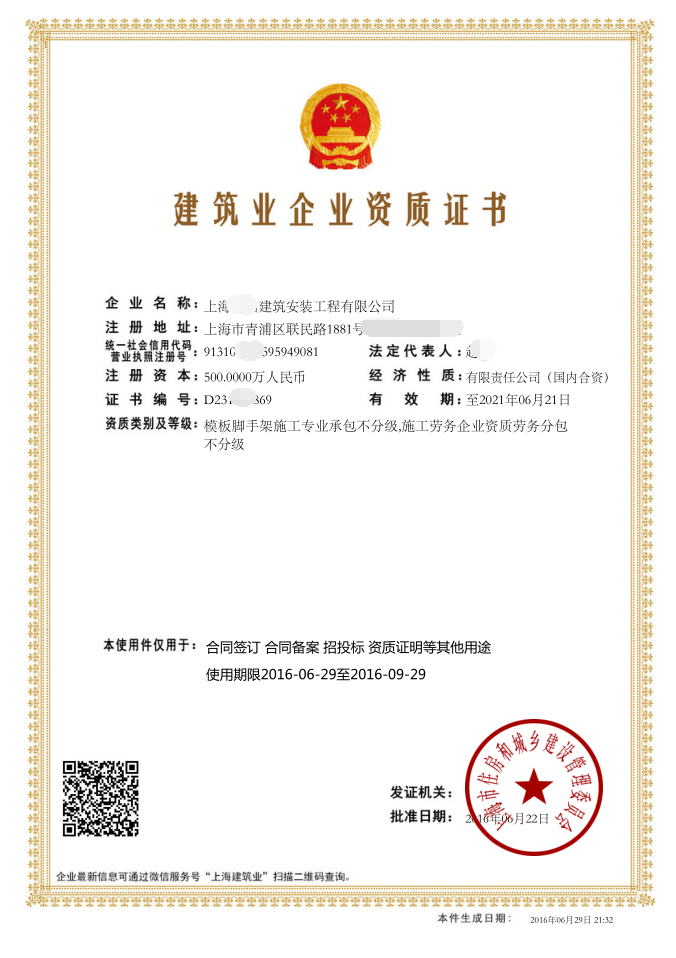 建筑业企业资质证书
企业名称：上海 建筑安装工程有限公司
注册地址：上海市青浦区联民路1881号
统一社会信用代码
营业执照注册号：9131 595949081 法定代表人：
注册资本：500.0000万人民币 经济性质：有限责任公司（国内合资）
证书编号：D231 369 有效期：至2021年06月21日
资质类别及等级：模板脚手架施工专业承包不分级,施工劳务企业资质劳务分包
不分级
本使用件仅用于：合同签订 合同备案 招投标 资质证明等其他用途
使用期限2016-06-29至2016-09-29
上海市住房和城乡建设管理委员会
发证机关：
批准日期：2016年06月22日
企业最新信息可通过微信服务号“上海建筑业”扫描二维码查询。
本件生成日期：2016年06月29日 21:32